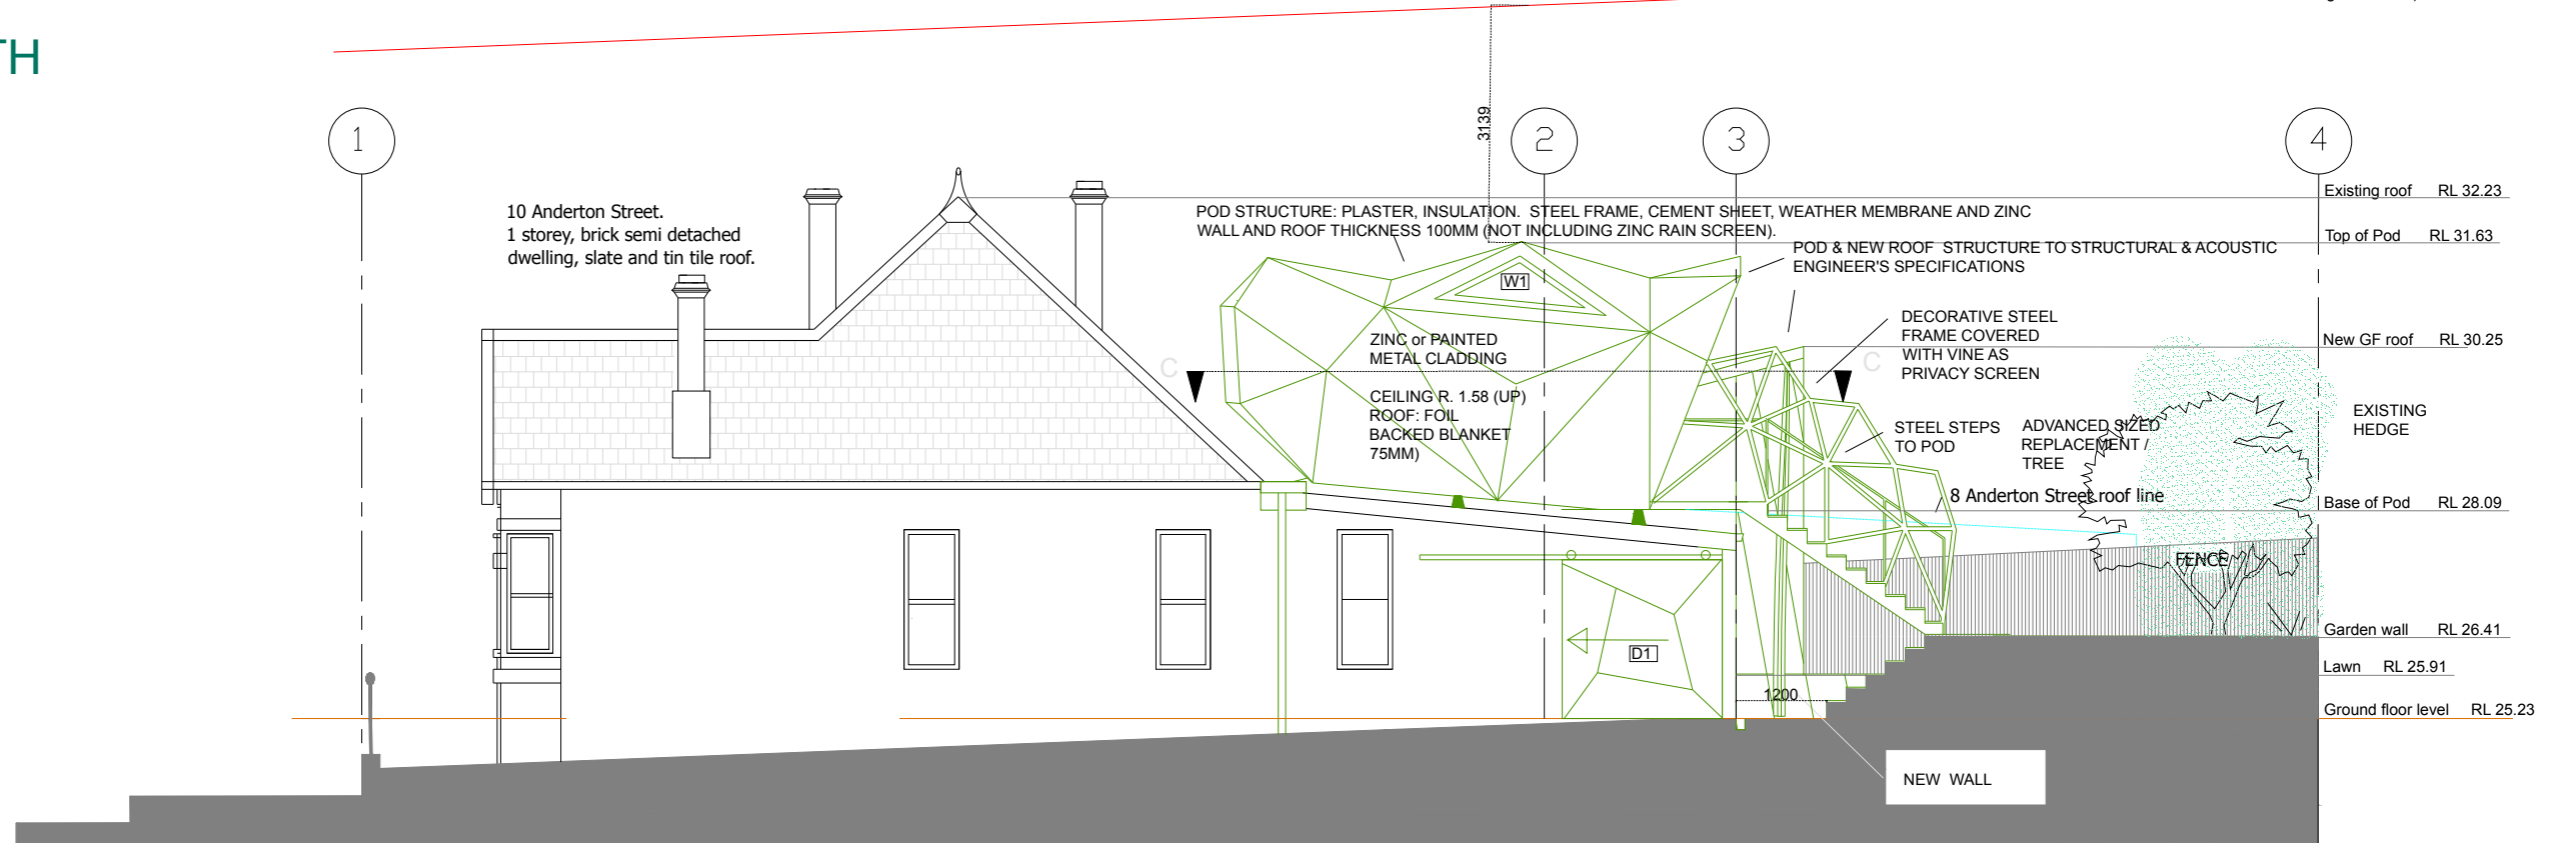 TH
1
2
3
4
3139
10 Anderton Street.
1 storey, brick semi detached
dwelling, slate and tin tile roof.
POD STRUCTURE: PLASTER, INSULATION. STEEL FRAME, CEMENT SHEET, WEATHER MEMBRANE AND ZINC
WALL AND ROOF THICKNESS 100MM (NOT INCLUDING ZINC RAIN SCREEN).
POD & NEW ROOF STRUCTURE TO STRUCTURAL & ACOUSTIC
ENGINEER'S SPECIFICATIONS
W1
ZINC or PAINTED
METAL CLADDING
CEILING R. 1.58 (UP)
ROOF: FOIL
BACKED BLANKET
75MM)
C
C
DECORATIVE STEEL
FRAME COVERED
WITH VINE AS
PRIVACY SCREEN
STEEL STEPS
TO POD
ADVANCED SIZED
REPLACEMENT /
TREE
8 Anderton Street roof line
EXISTING
HEDGE
FENCE
D1
1200
NEW WALL
Existing roof RL 32.23
Top of Pod RL 31.63
New GF roof RL 30.25
Base of Pod RL 28.09
Garden wall RL 26.41
Lawn RL 25.91
Ground floor level RL 25.23